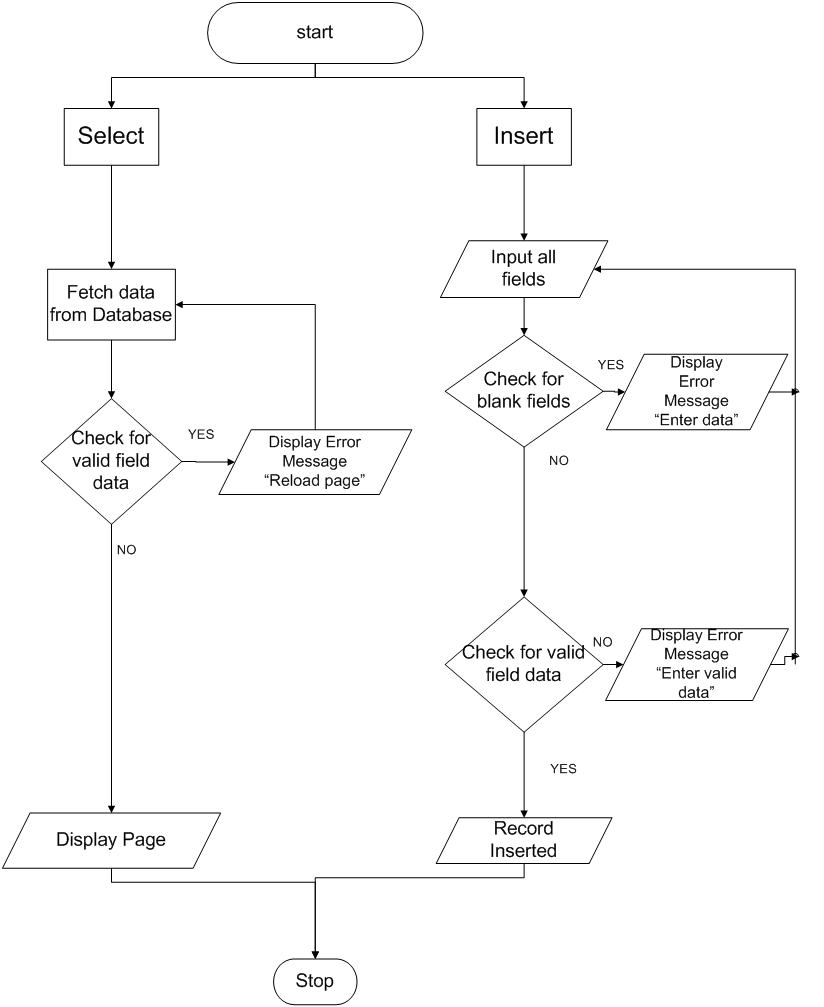 start
Select
Insert
Input all
fields
Fetch data
from Database
YES
Display
Error
Message
“Enter data”
Check for
blank fields
NO
Check for
valid field
data
YES
Display Error
Message
“Reload page”
NO
Check for valid
field data
NO
Display Error
Message
“Enter valid
data”
YES
Display Page
Record
Inserted
Stop